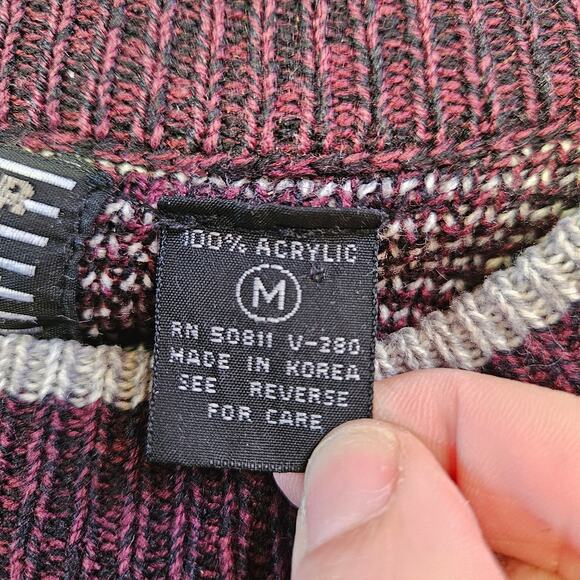 100% ACRYLIC
M
RN 50811 V-280
MADE IN KOREA
SEE REVERSE
FOR CARE